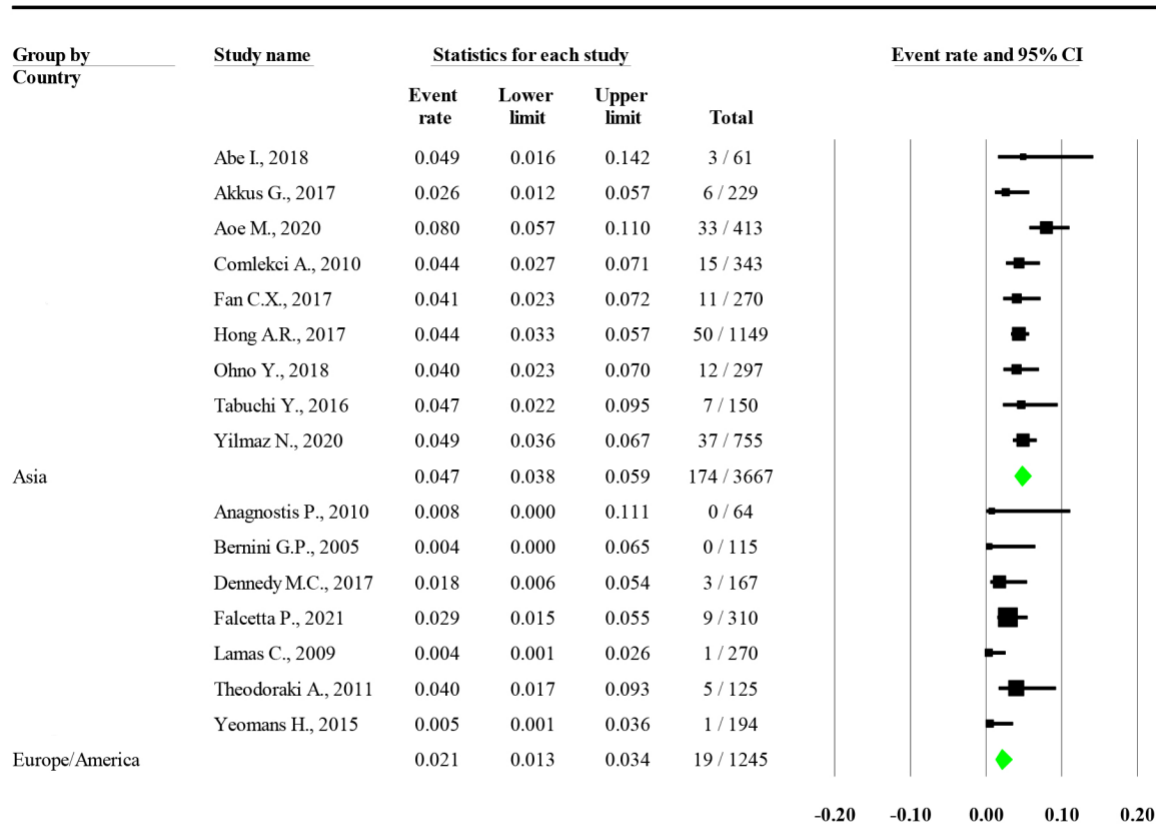 Group by Study name Statistics for each study Event rate and 95% CI
Country
Event Lower Upper
rate limit limit Total
Abe I., 2018 0.049 0.016 0.142 3 / 61
Akkus G., 2017 0.026 0.012 0.057 6 / 229
Aoe M., 2020 0.080 0.057 0.110 33 / 413
Comlekci A., 2010 0.044 0.027 0.071 15 / 343
Fan C.X., 2017 0.041 0.023 0.072 11 / 270
Hong A.R., 2017 0.044 0.033 0.057 50 / 1149
Ohno Y., 2018 0.040 0.023 0.070 12 / 297
Tabuchi Y., 2016 0.047 0.022 0.095 7 / 150
Yilmaz N., 2020 0.049 0.036 0.067 37 / 755
Asia 0.047 0.038 0.059 174 / 3667
Anagnostis P., 2010 0.008 0.000 0.111 0 / 64
Bernini G.P., 2005 0.004 0.000 0.065 0 / 115
Dennedy M.C., 2017 0.018 0.006 0.054 3 / 167
Falcetta P., 2021 0.029 0.015 0.055 9 / 310
Lamas C., 2009 0.004 0.001 0.026 1 / 270
Theodoraki A., 2011 0.040 0.017 0.093 5 / 125
Yeomans H., 2015 0.005 0.001 0.036 1 / 194
Europe/America 0.021 0.013 0.034 19 / 1245
-0.20 -0.10 0.00 0.10 0.20